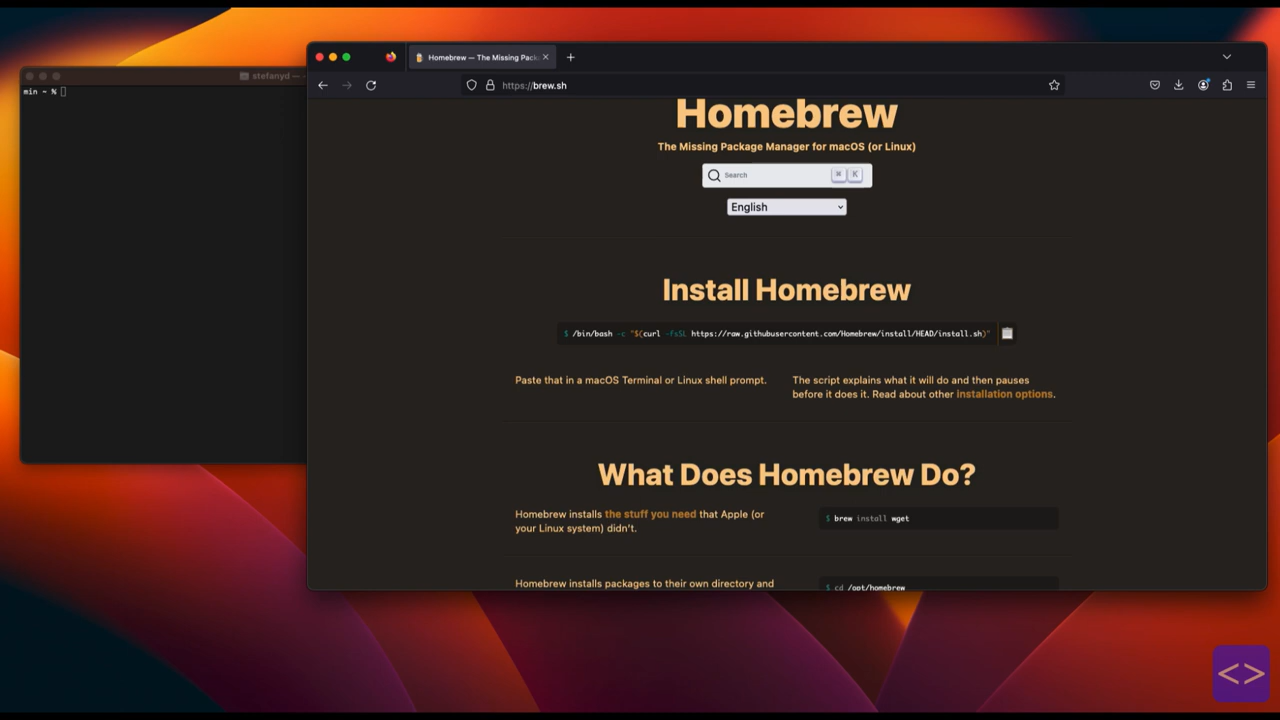 stefanyd —
min ~ %
Homebrew — The Missing Pack
https://brew.sh
Homebrew
The Missing Package Manager for macOS (or Linux)
Search ⌘ K
English
Install Homebrew
$ /bin/bash -c "$(curl -fsSL https://raw.githubusercontent.com/Homebrew/install/HEAD/install.sh)"
Paste that in a macOS Terminal or Linux shell prompt.
The script explains what it will do and then pauses
before it does it. Read about other installation options.
What Does Homebrew Do?
Homebrew installs the stuff you need that Apple (or
your Linux system) didn't.
$ brew install wget
Homebrew installs packages to their own directory and
$ cd /opt/homebrew
<>